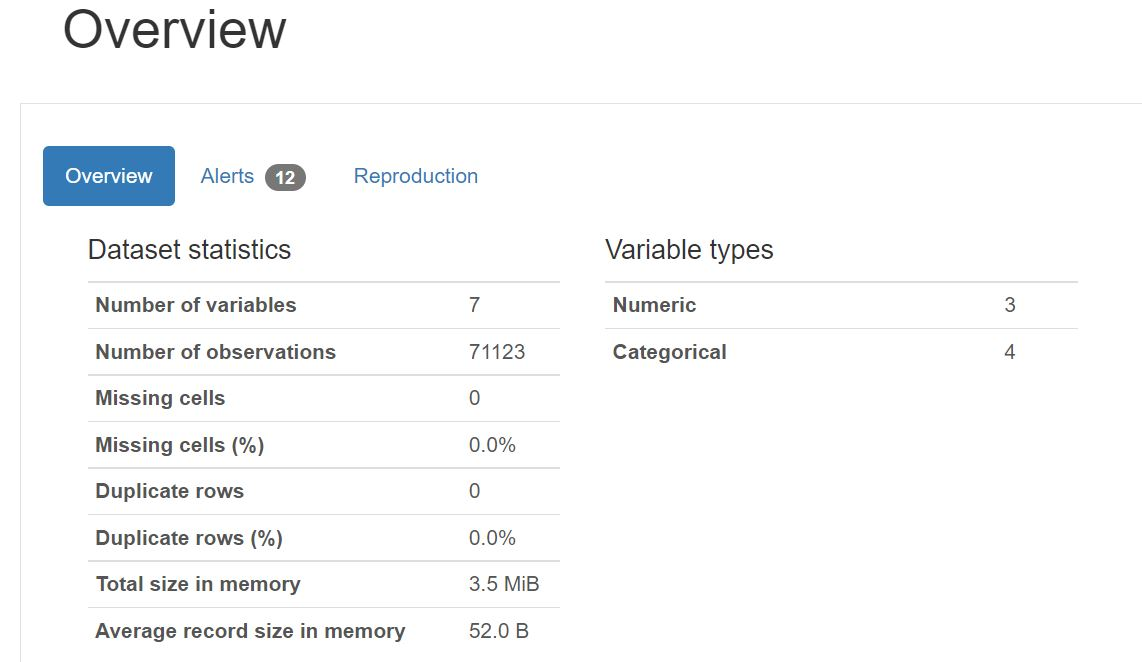 Overview
Overview Alerts 12 Reproduction
Dataset statistics
Number of variables 7
Number of observations 71123
Missing cells 0
Missing cells (%) 0.0%
Duplicate rows 0
Duplicate rows (%) 0.0%
Total size in memory 3.5 MiB
Average record size in memory 52.0 B
Variable types
Numeric 3
Categorical 4